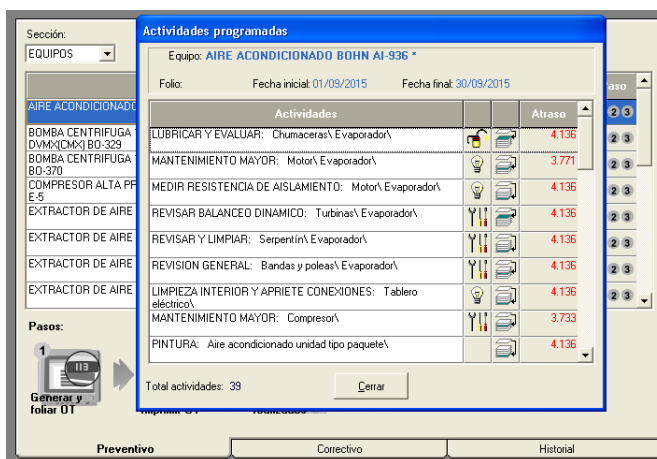 Sección:
EQUIPOS
Actividades programadas
Equipo: AIRE ACONDICIONADO BOHN AI-936 *
Folio: Fecha inicial: 01/09/2015 Fecha final: 30/09/2015
Actividades Atraso
LUBRICAR Y EVALUAR: Chumaceras\ Evaporador\ 4.136
MANTENIMIENTO MAYOR: Motor\ Evaporador\ 3.771
MEDIR RESISTENCIA DE AISLAMIENTO: Motor\ Evaporador\ 4.136
REVISAR BALANCEO DINAMICO: Turbinas\ Evaporador\ 4.136
REVISAR Y LIMPIAR: Serpentín\ Evaporador\ 4.136
REVISION GENERAL: Bandas y poleas\ Evaporador\ 4.136
LIMPIEZA INTERIOR Y APRIETE CONEXIONES: Tablero
eléctrico\ 4.136
MANTENIMIENTO MAYOR: Compresor\ 3.733
PINTURA: Aire acondicionado unidad tipo paquete\ 4.136
Total actividades: 39
Cerrar
aso
AIRE ACONDICIONADO 2 3
BOMBA CENTRIFUGA
DVMX(CMX) BO-329 2 3
BOMBA CENTRIFUGA
BO-370 2 3
COMPRESOR ALTA PR
E-5 2 3
EXTRACTOR DE AIRE 2 3
EXTRACTOR DE AIRE 2 3
EXTRACTOR DE AIRE 2 3
EXTRACTOR DE AIRE 2 3
Pasos:
1
113
Generar y
foliar OT
Preventivo Correctivo Historial